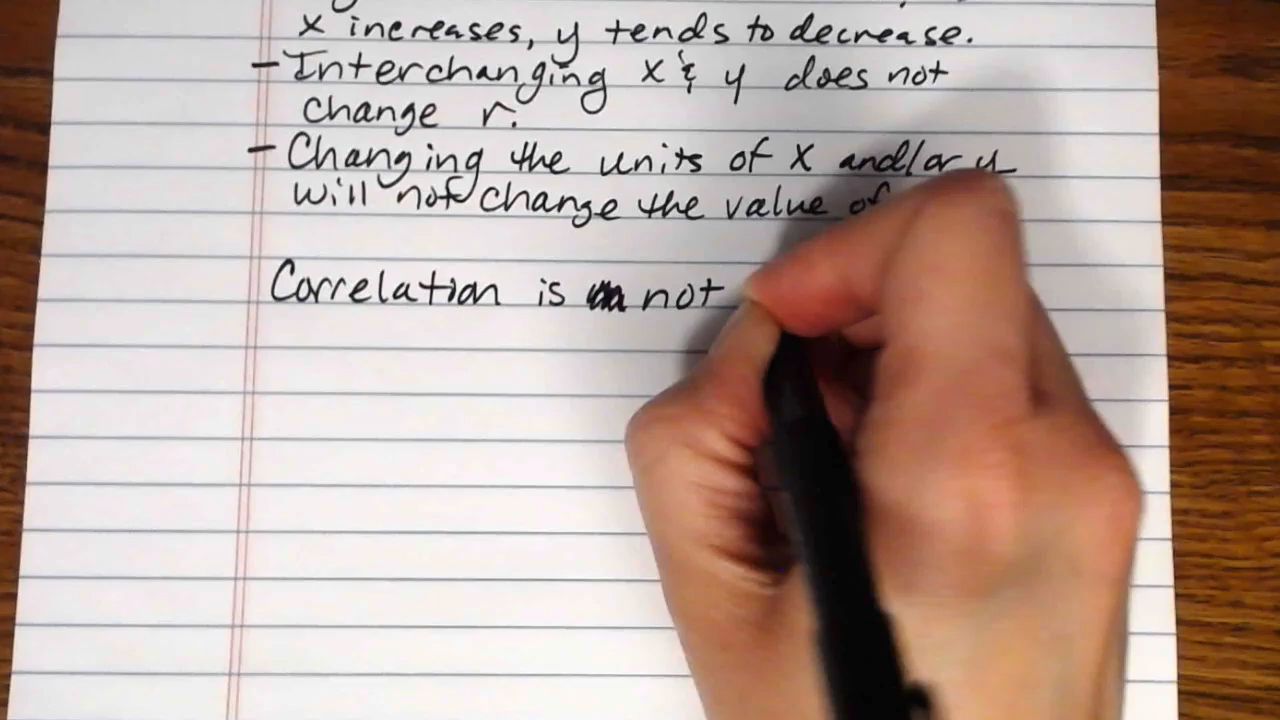 x increases, y tends to decrease.
- Interchanging x & y does not
change r.
- Changing the units of x and/or y
will not change the value of
Correlation is not